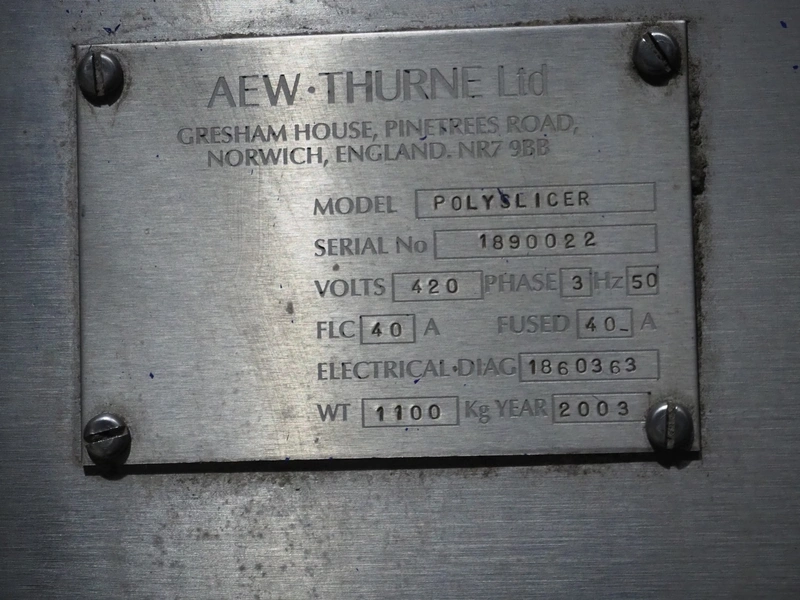 AEW·THURNE Ltd
GRESHAM HOUSE, PINETREES ROAD,
NORWICH, ENGLAND. NR7 9BB
MODEL POLYSLICER
SERIAL No 1890022
VOLTS 420 PHASE 3 Hz 50
FLC 40 A FUSED 40_ A
ELECTRICAL·DIAG 1860363
WT 1100 Kg YEAR 2003